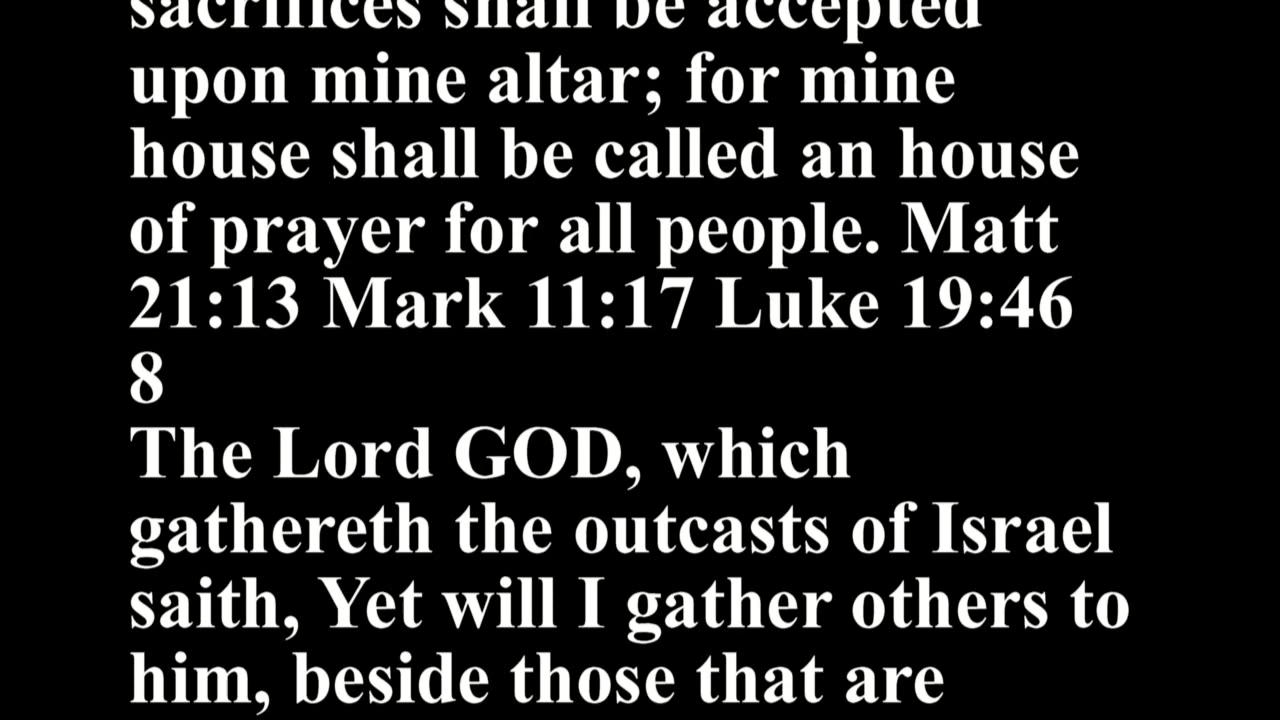 sacrifices shall be accepted
upon mine altar; for mine
house shall be called an house
of prayer for all people. Matt
21:13 Mark 11:17 Luke 19:46
8
The Lord GOD, which
gathereth the outcasts of Israel
saith, Yet will I gather others to
him, beside those that are